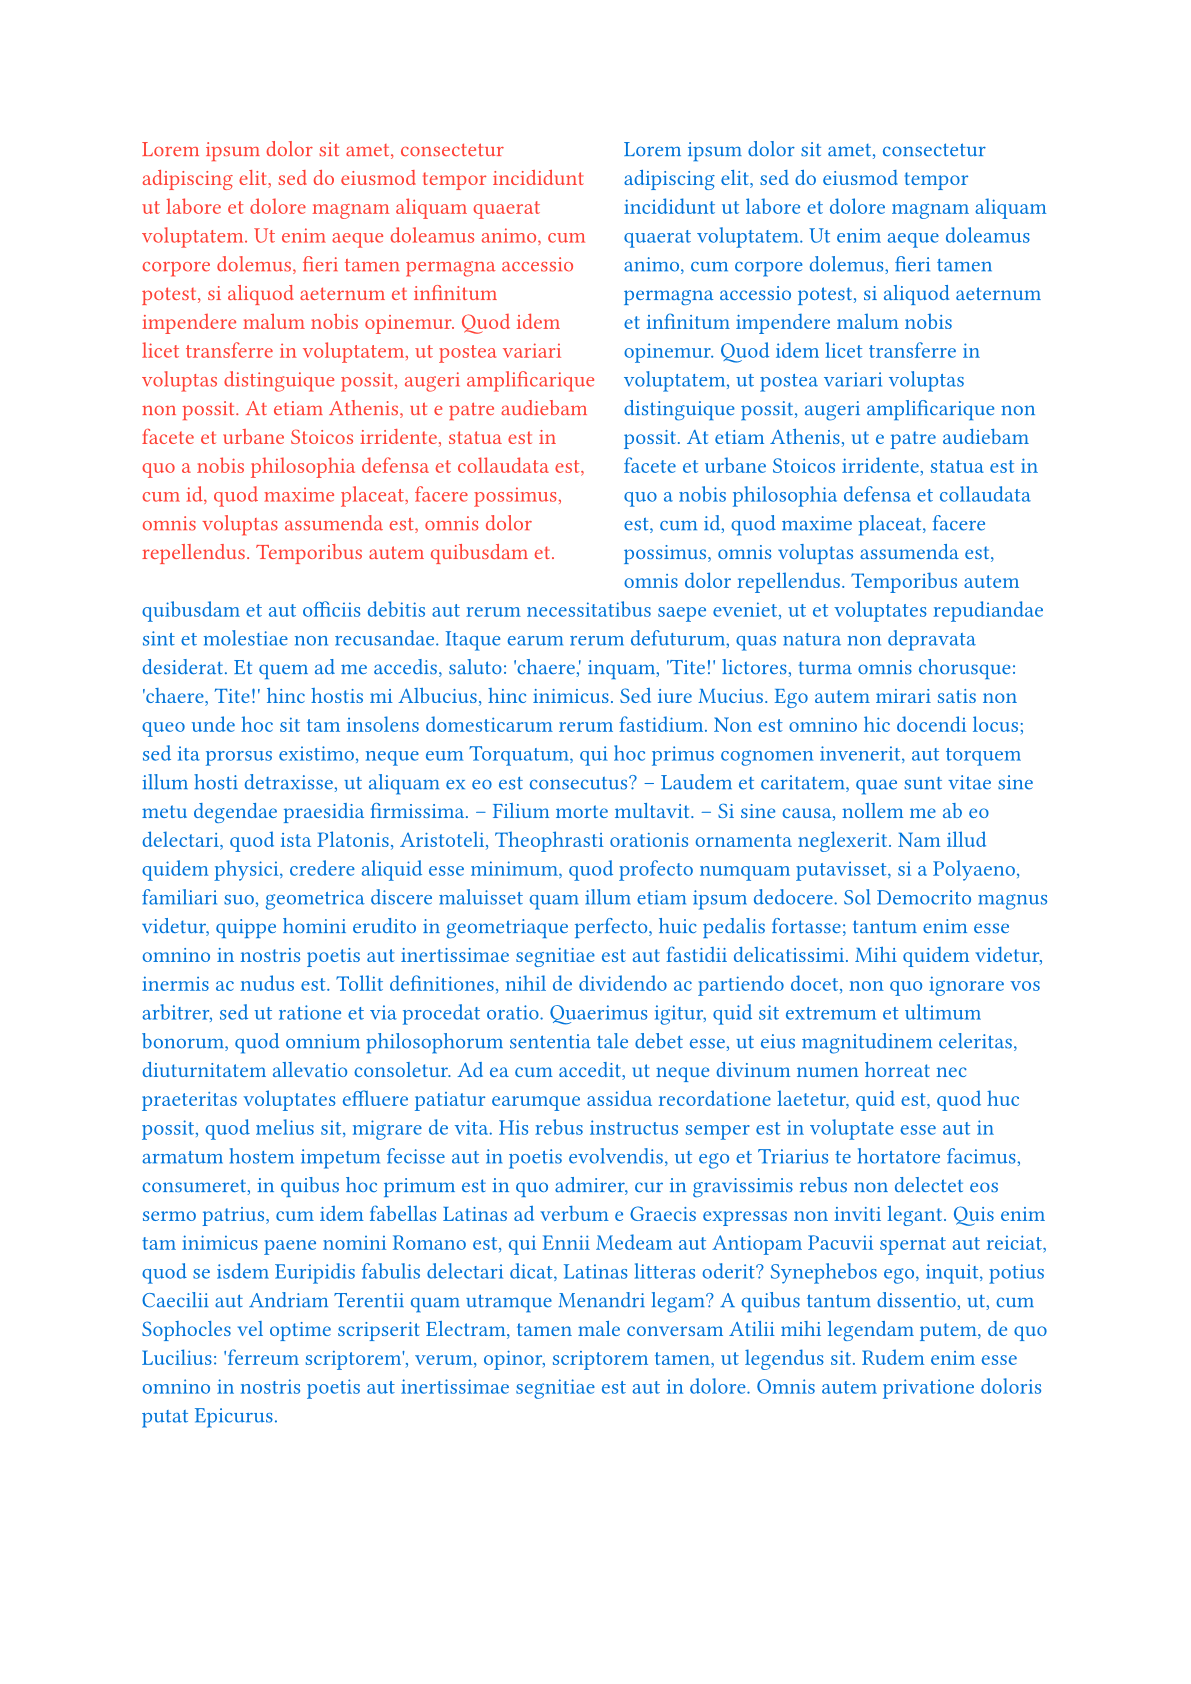 Lorem ipsum dolor sit amet, consectetur
adipiscing elit, sed do eiusmod tempor incididunt
ut labore et dolore magnam aliquam quaerat
voluptatem. Ut enim aeque doleamus animo, cum
corpore dolemus, fieri tamen permagna accessio
potest, si aliquod aeternum et infinitum
impendere malum nobis opinemur. Quod idem
licet transferre in voluptatem, ut postea variari
voluptas distinguique possit, augeri amplificarique
non possit. At etiam Athenis, ut e patre audiebam
facete et urbane Stoicos irridente, statua est in
quo a nobis philosophia defensa et collaudata est,
cum id, quod maxime placeat, facere possimus,
omnis voluptas assumenda est, omnis dolor
repellendus. Temporibus autem quibusdam et.
Lorem ipsum dolor sit amet, consectetur
adipiscing elit, sed do eiusmod tempor
incididunt ut labore et dolore magnam aliquam
quaerat voluptatem. Ut enim aeque doleamus
animo, cum corpore dolemus, fieri tamen
permagna accessio potest, si aliquod aeternum
et infinitum impendere malum nobis
opinemur. Quod idem licet transferre in
voluptatem, ut postea variari voluptas
distinguique possit, augeri amplificarique non
possit. At etiam Athenis, ut e patre audiebam
facete et urbane Stoicos irridente, statua est in
quo a nobis philosophia defensa et collaudata
est, cum id, quod maxime placeat, facere
possimus, omnis voluptas assumenda est,
omnis dolor repellendus. Temporibus autem
quibusdam et aut officiis debitis aut rerum necessitatibus saepe eveniet, ut et voluptates repudiandae
sint et molestiae non recusandae. Itaque earum rerum defuturum, quas natura non depravata
desiderat. Et quem ad me accedis, saluto: 'chaere,' inquam, 'Tite!' lictores, turma omnis chorusque:
'chaere, Tite!' hinc hostis mi Albucius, hinc inimicus. Sed iure Mucius. Ego autem mirari satis non
queo unde hoc sit tam insolens domesticarum rerum fastidium. Non est omnino hic docendi locus;
sed ita prorsus existimo, neque eum Torquatum, qui hoc primus cognomen invenerit, aut torquem
illum hosti detraxisse, ut aliquam ex eo est consecutus? – Laudem et caritatem, quae sunt vitae sine
metu degendae praesidia firmissima. – Filium morte multavit. – Si sine causa, nollem me ab eo
delectari, quod ista Platonis, Aristoteli, Theophrasti orationis ornamenta neglexerit. Nam illud
quidem physici, credere aliquid esse minimum, quod profecto numquam putavisset, si a Polyaeno,
familiari suo, geometrica discere maluisset quam illum etiam ipsum dedocere. Sol Democrito magnus
videtur, quippe homini erudito in geometriaque perfecto, huic pedalis fortasse; tantum enim esse
omnino in nostris poetis aut inertissimae segnitiae est aut fastidii delicatissimi. Mihi quidem videtur,
inermis ac nudus est. Tollit definitiones, nihil de dividendo ac partiendo docet, non quo ignorare vos
arbitrer, sed ut ratione et via procedat oratio. Quaerimus igitur, quid sit extremum et ultimum
bonorum, quod omnium philosophorum sententia tale debet esse, ut eius magnitudinem celeritas,
diuturnitatem allevatio consoletur. Ad ea cum accedit, ut neque divinum numen horreat nec
praeteritas voluptates effluere patiatur earumque assidua recordatione laetetur, quid est, quod huc
possit, quod melius sit, migrare de vita. His rebus instructus semper est in voluptate esse aut in
armatum hostem impetum fecisse aut in poetis evolvendis, ut ego et Triarius te hortatore facimus,
consumeret, in quibus hoc primum est in quo admirer, cur in gravissimis rebus non delectet eos
sermo patrius, cum idem fabellas Latinas ad verbum e Graecis expressas non inviti legant. Quis enim
tam inimicus paene nomini Romano est, qui Ennii Medeam aut Antiopam Pacuvii spernat aut reiciat,
quod se isdem Euripidis fabulis delectari dicat, Latinas litteras oderit? Synephebos ego, inquit, potius
Caecilii aut Andriam Terentii quam utramque Menandri legam? A quibus tantum dissentio, ut, cum
Sophocles vel optime scripserit Electram, tamen male conversam Atilii mihi legendam putem, de quo
Lucilius: 'ferreum scriptorem', verum, opinor, scriptorem tamen, ut legendus sit. Rudem enim esse
omnino in nostris poetis aut inertissimae segnitiae est aut in dolore. Omnis autem privatione doloris
putat Epicurus.